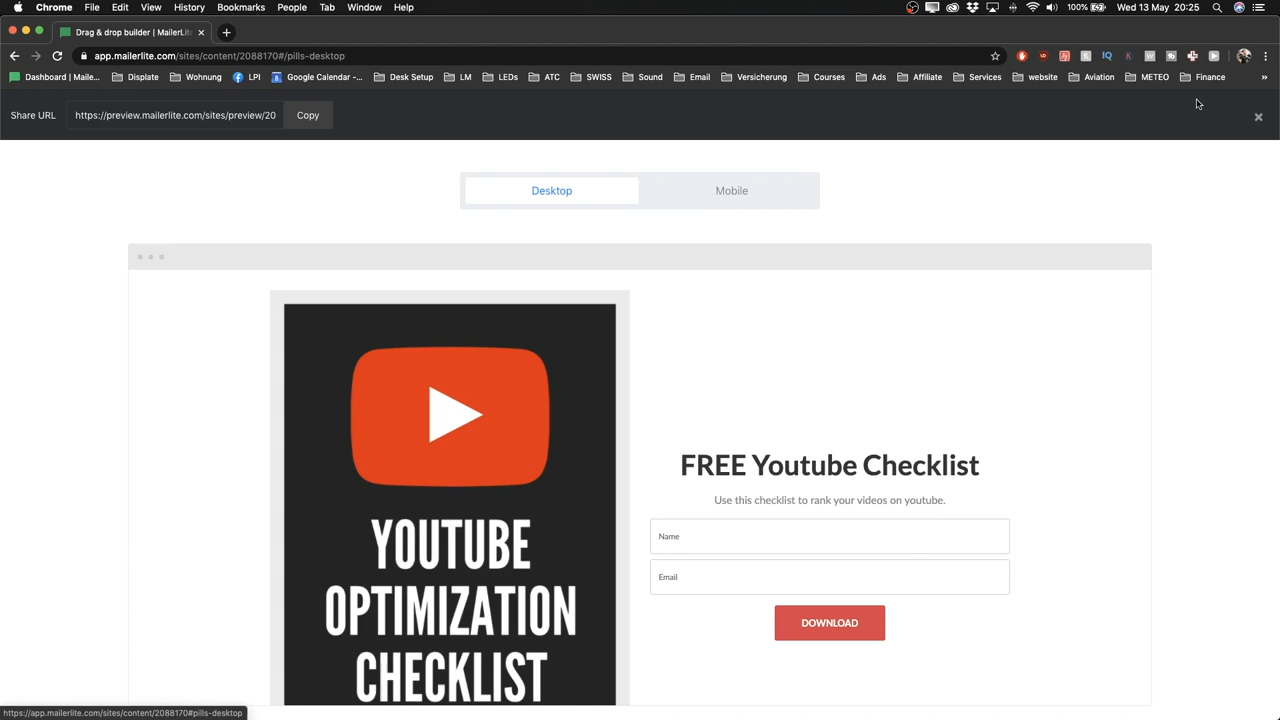 Chrome File Edit View History Bookmarks People Tab Window Help 100% Wed 13 May 20:25
Drag & drop builder | MailerLit
app.mailerlite.com/sites/content/2088170#/pills-desktop
Dashboard | Maile... Displate Wohnung LPI Google Calendar -... Desk Setup LM LEDs ATC SWISS Sound Email Versicherung Courses Ads Affiliate Services website Aviation METEO Finance »
Share URL https://preview.mailerlite.com/sites/preview/20 Copy
Desktop Mobile
YOUTUBE
OPTIMIZATION
CHECKLIST
FREE Youtube Checklist
Use this checklist to rank your videos on youtube.
Name
Email
DOWNLOAD
https://app.mailerlite.com/sites/content/2088170#pills-desktop